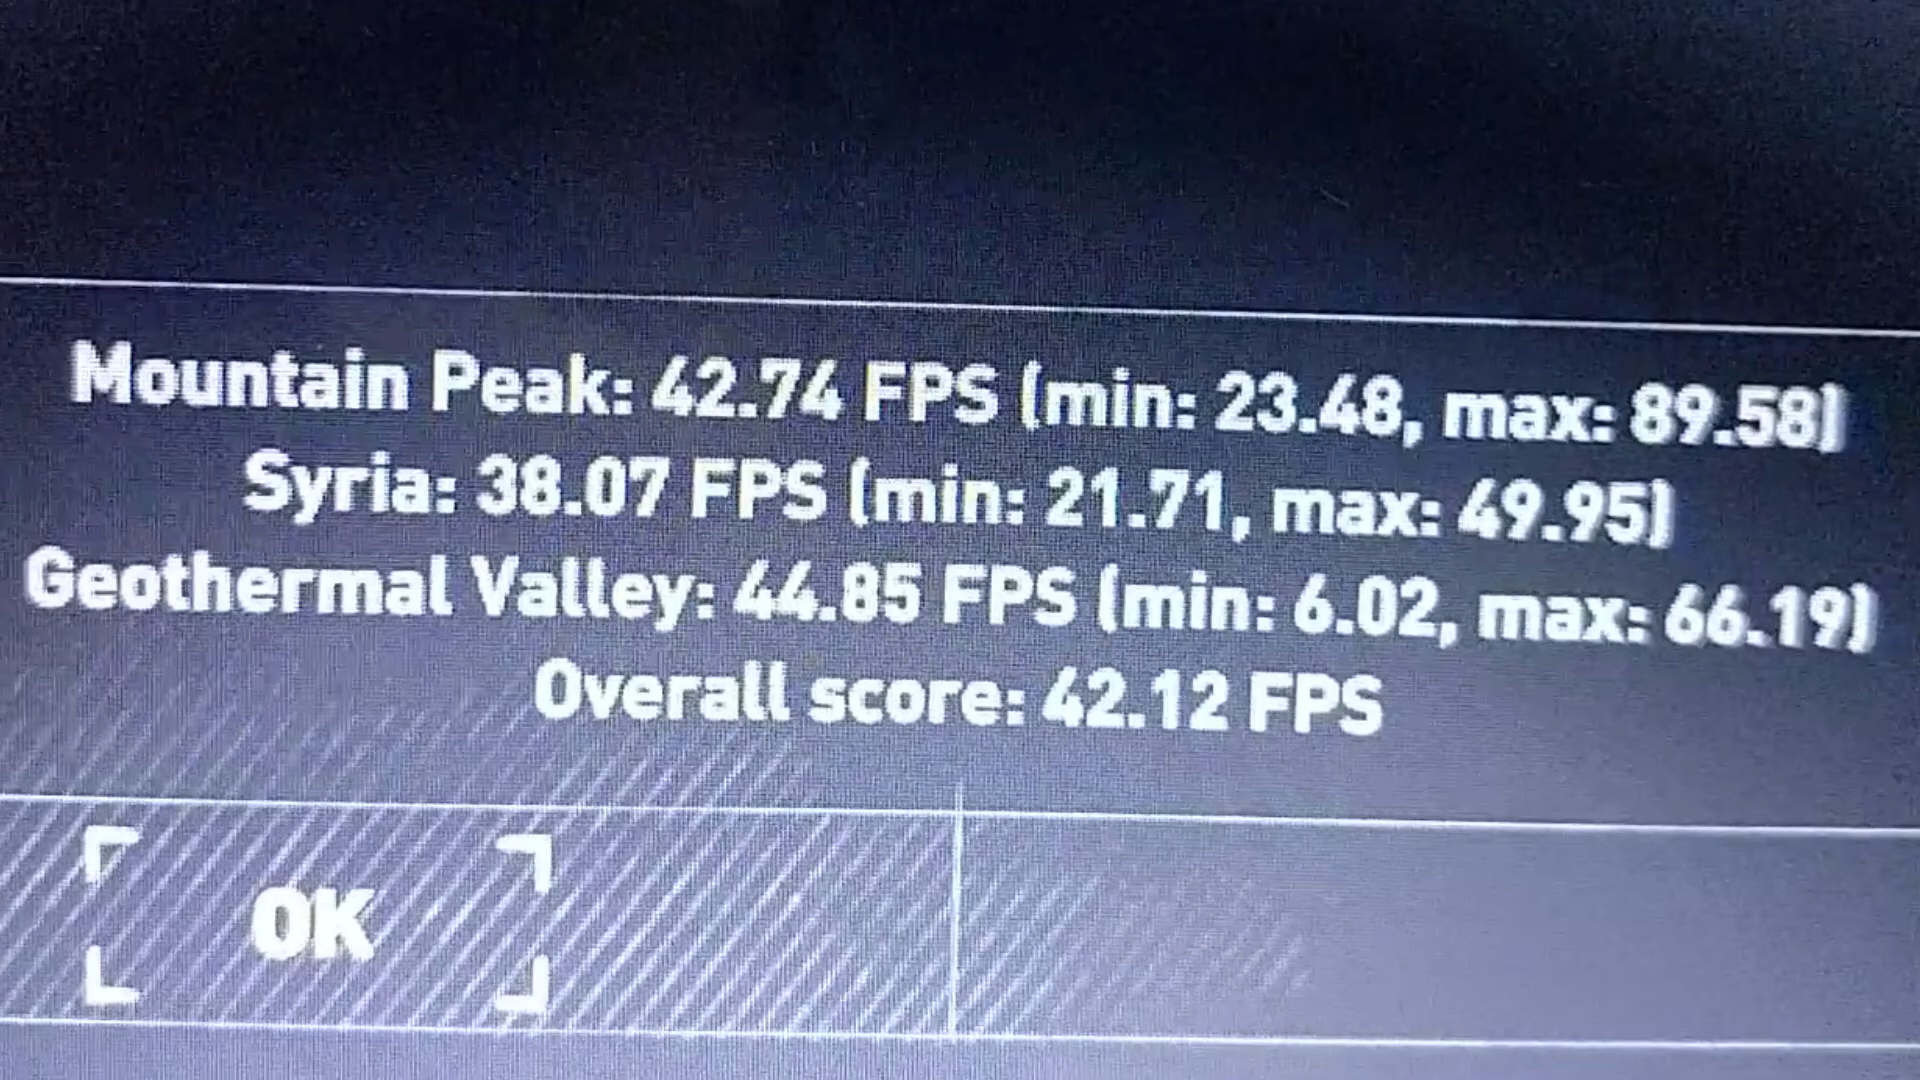 Mountain Peak: 42.74 FPS (min: 23.48, max: 89.58)
Syria: 38.07 FPS (min: 21.71, max: 49.95)
Geothermal Valley: 44.85 FPS (min: 6.02, max: 66.19)
Overall score: 42.12 FPS
OK